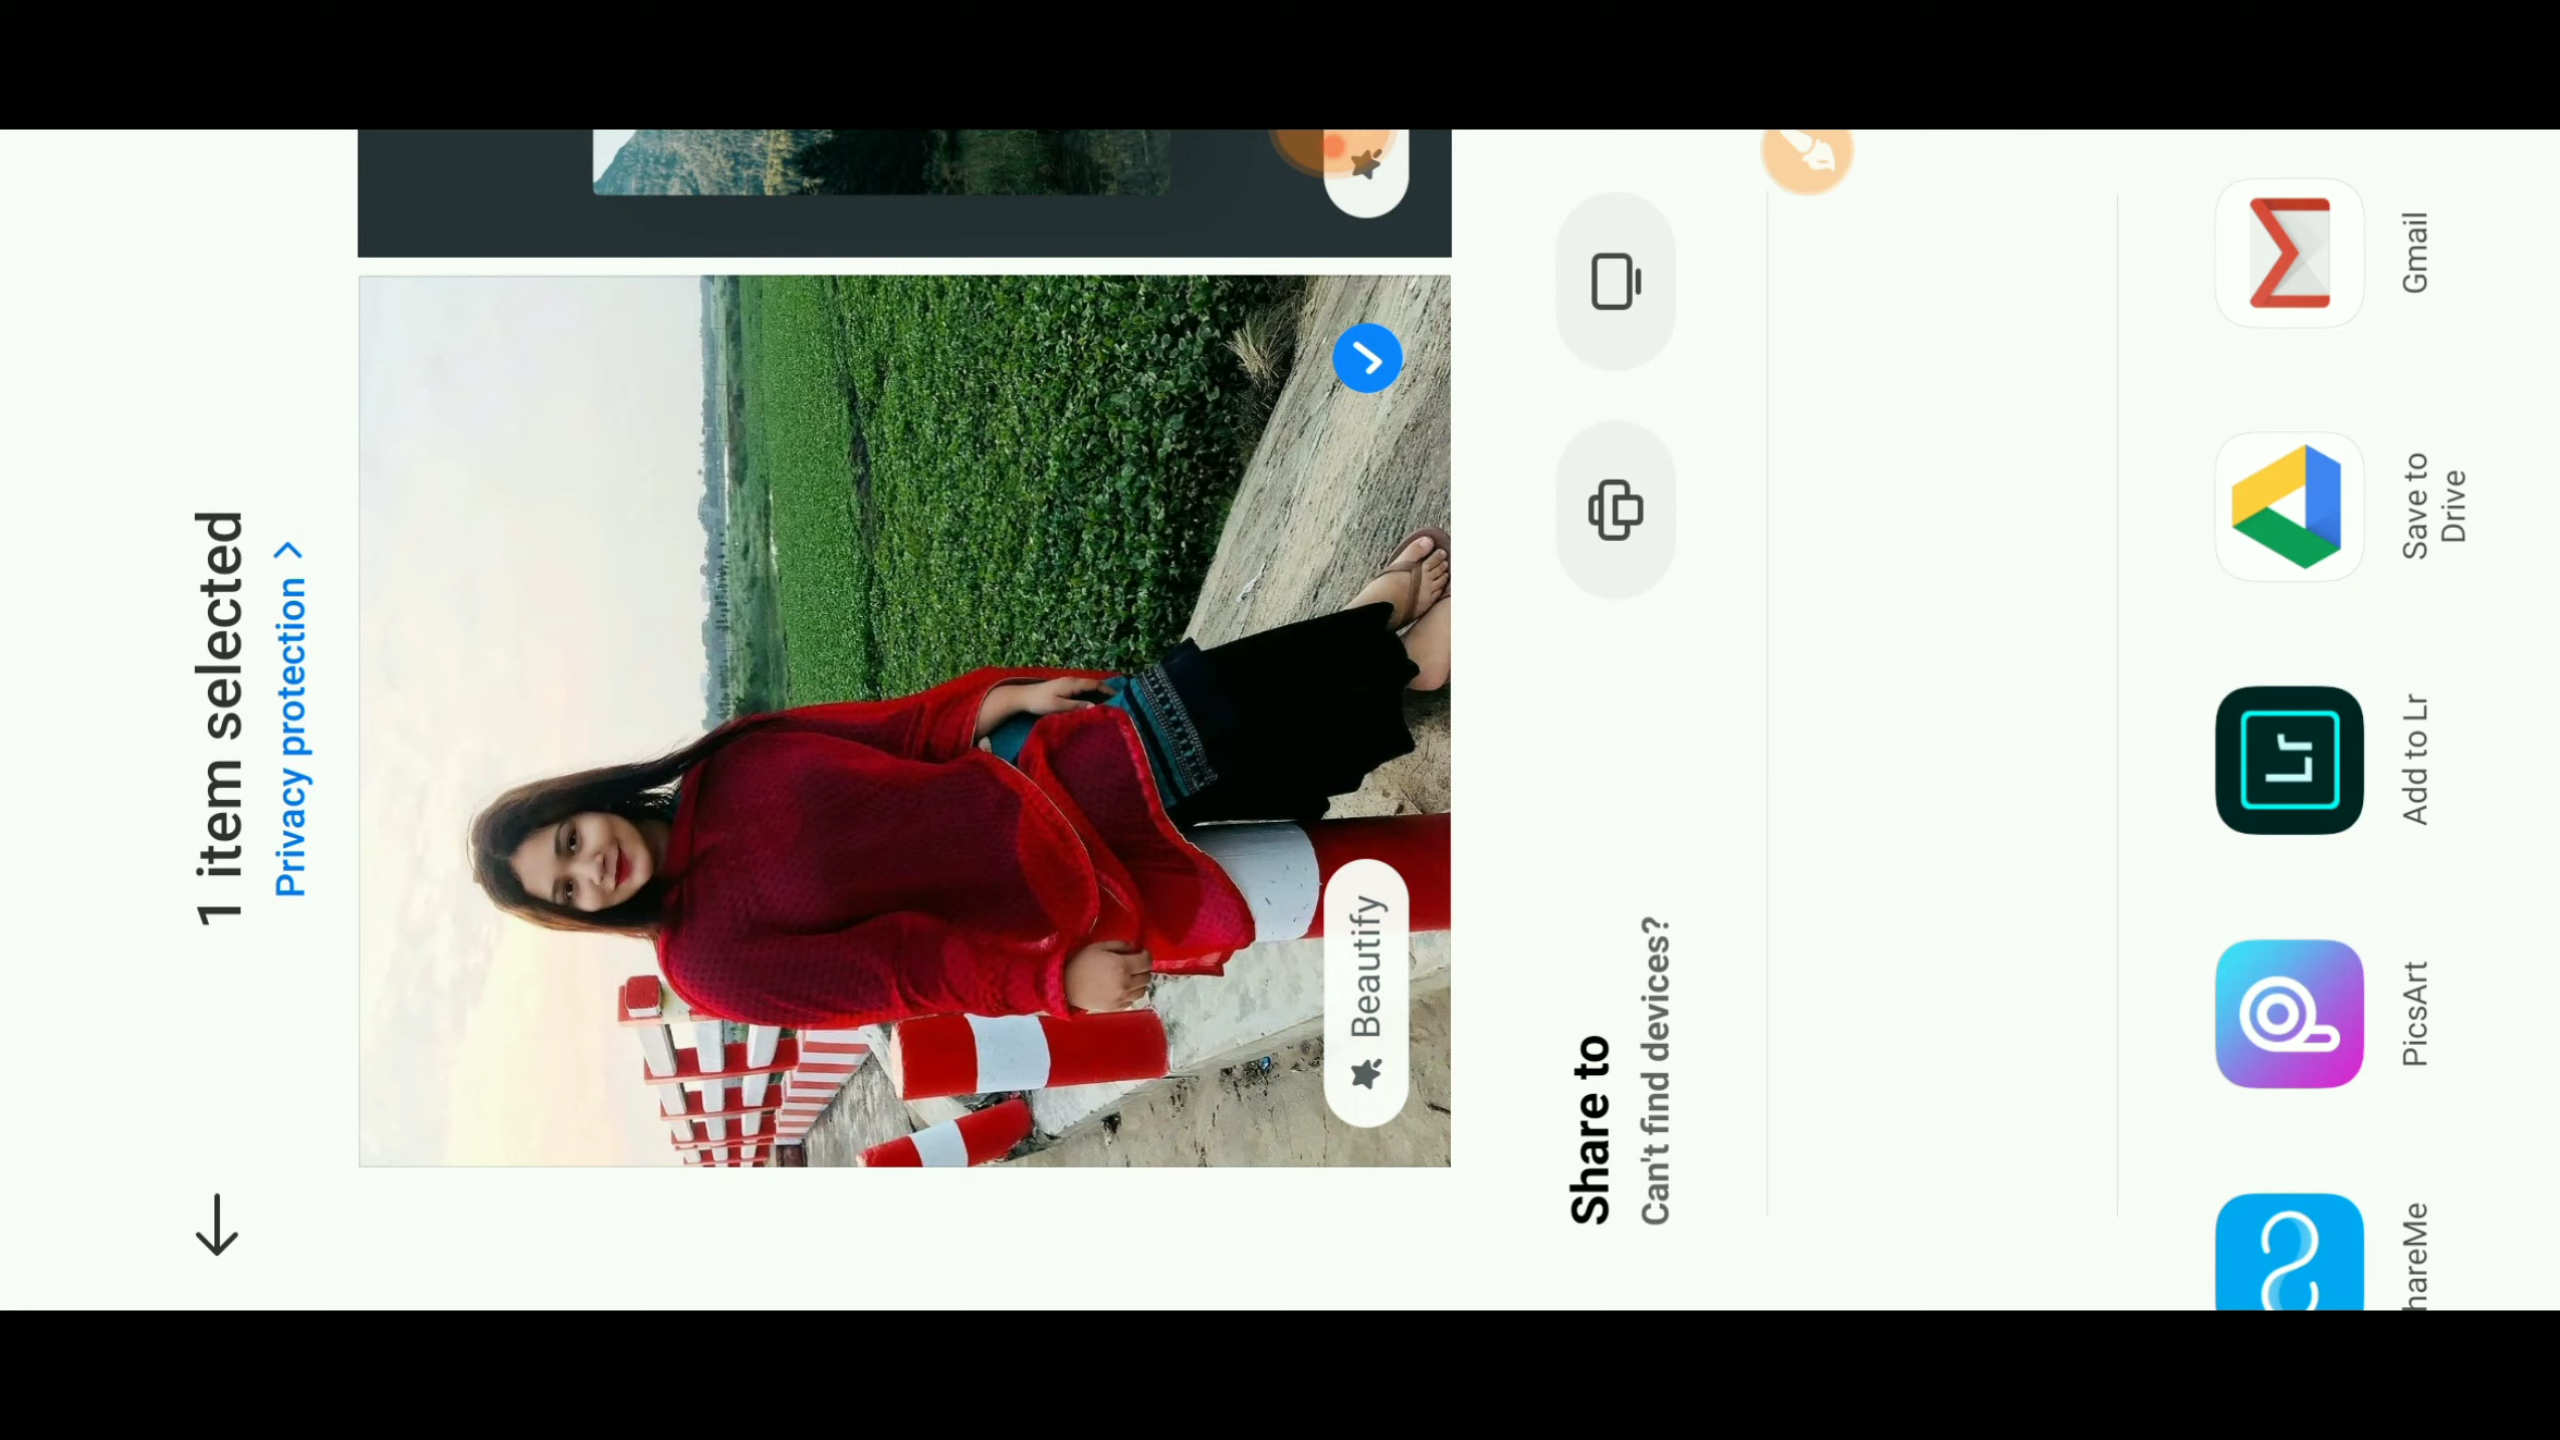 1 item selected
Privacy protection >
Beautify
Share to
Can't find devices?
hareMe
PicsArt
Lr
Add to Lr
Save to
Drive
Gmail